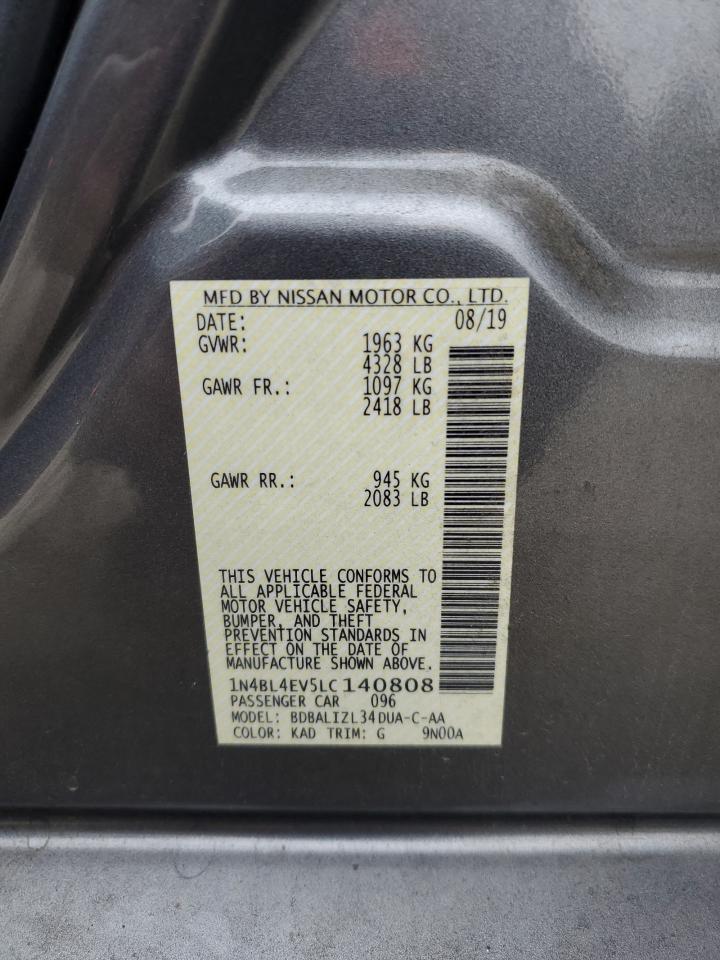 MFD BY NISSAN MOTOR CO., LTD.
DATE: 08/19
GVWR: 1963 KG
4328 LB
GAWR FR.: 1097 KG
2418 LB
GAWR RR.: 945 KG
2083 LB
THIS VEHICLE CONFORMS TO
ALL APPLICABLE FEDERAL
MOTOR VEHICLE SAFETY,
BUMPER, AND THEFT
PREVENTION STANDARDS IN
EFFECT ON THE DATE OF
MANUFACTURE SHOWN ABOVE.
1N4BL4EV5LC140808
PASSENGER CAR 096
MODEL: BDBALIZL34DUA-C-AA
COLOR: KAD TRIM: G 9N00A